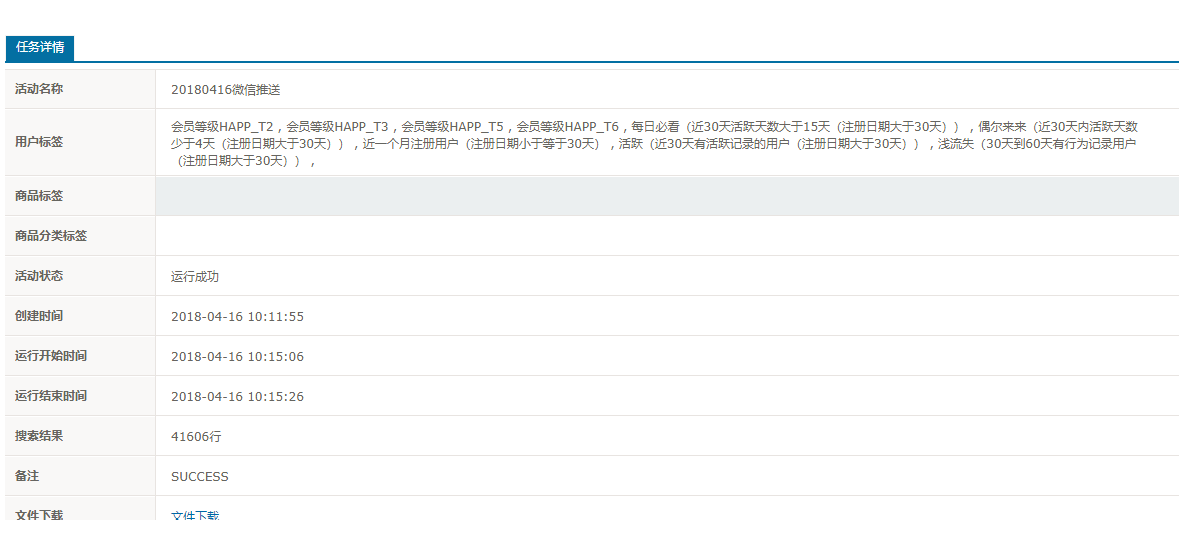 任务详情
活动名称
20180416微信推送
用户标签
会员等级HAPP_T2，会员等级HAPP_T3，会员等级HAPP_T5，会员等级HAPP_T6，每日必看（近30天活跃天数大于15天（注册日期大于30天）），偶尔来来（近30天内活跃天数
少于4天（注册日期大于30天）），近一个月注册用户（注册日期小于等于30天），活跃（近30天有活跃记录的用户（注册日期大于30天）），浅流失（30天到60天有行为记录用户
（注册日期大于30天）），
商品标签
商品分类标签
活动状态
运行成功
创建时间
2018-04-16 10:11:55
运行开始时间
2018-04-16 10:15:06
运行结束时间
2018-04-16 10:15:26
搜索结果
41606行
备注
SUCCESS
文件下载
文件下载